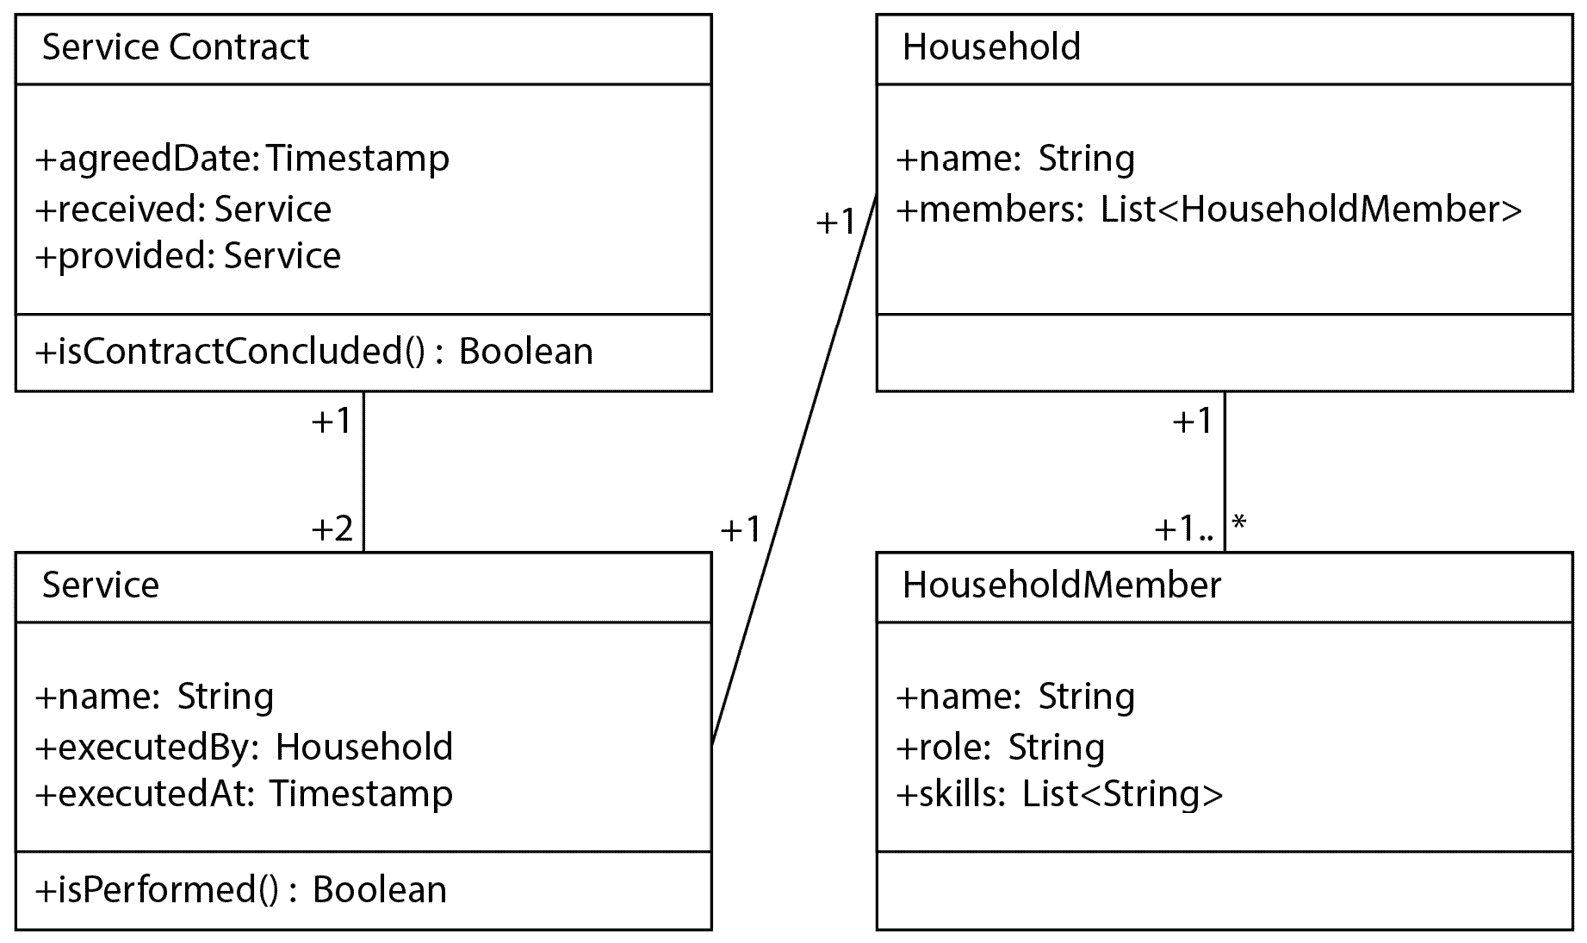 Service Contract
+agreedDate: Timestamp
+received: Service
+provided: Service
+isContractConcluded() : Boolean
+1
+2
Service
+name: String
+executedBy: Household
+executedAt: Timestamp
+isPerformed() : Boolean
+1
+1
Household
+name: String
+members: List<HouseholdMember>
+1
+1.. *
HouseholdMember
+name: String
+role: String
+skills: List<String>